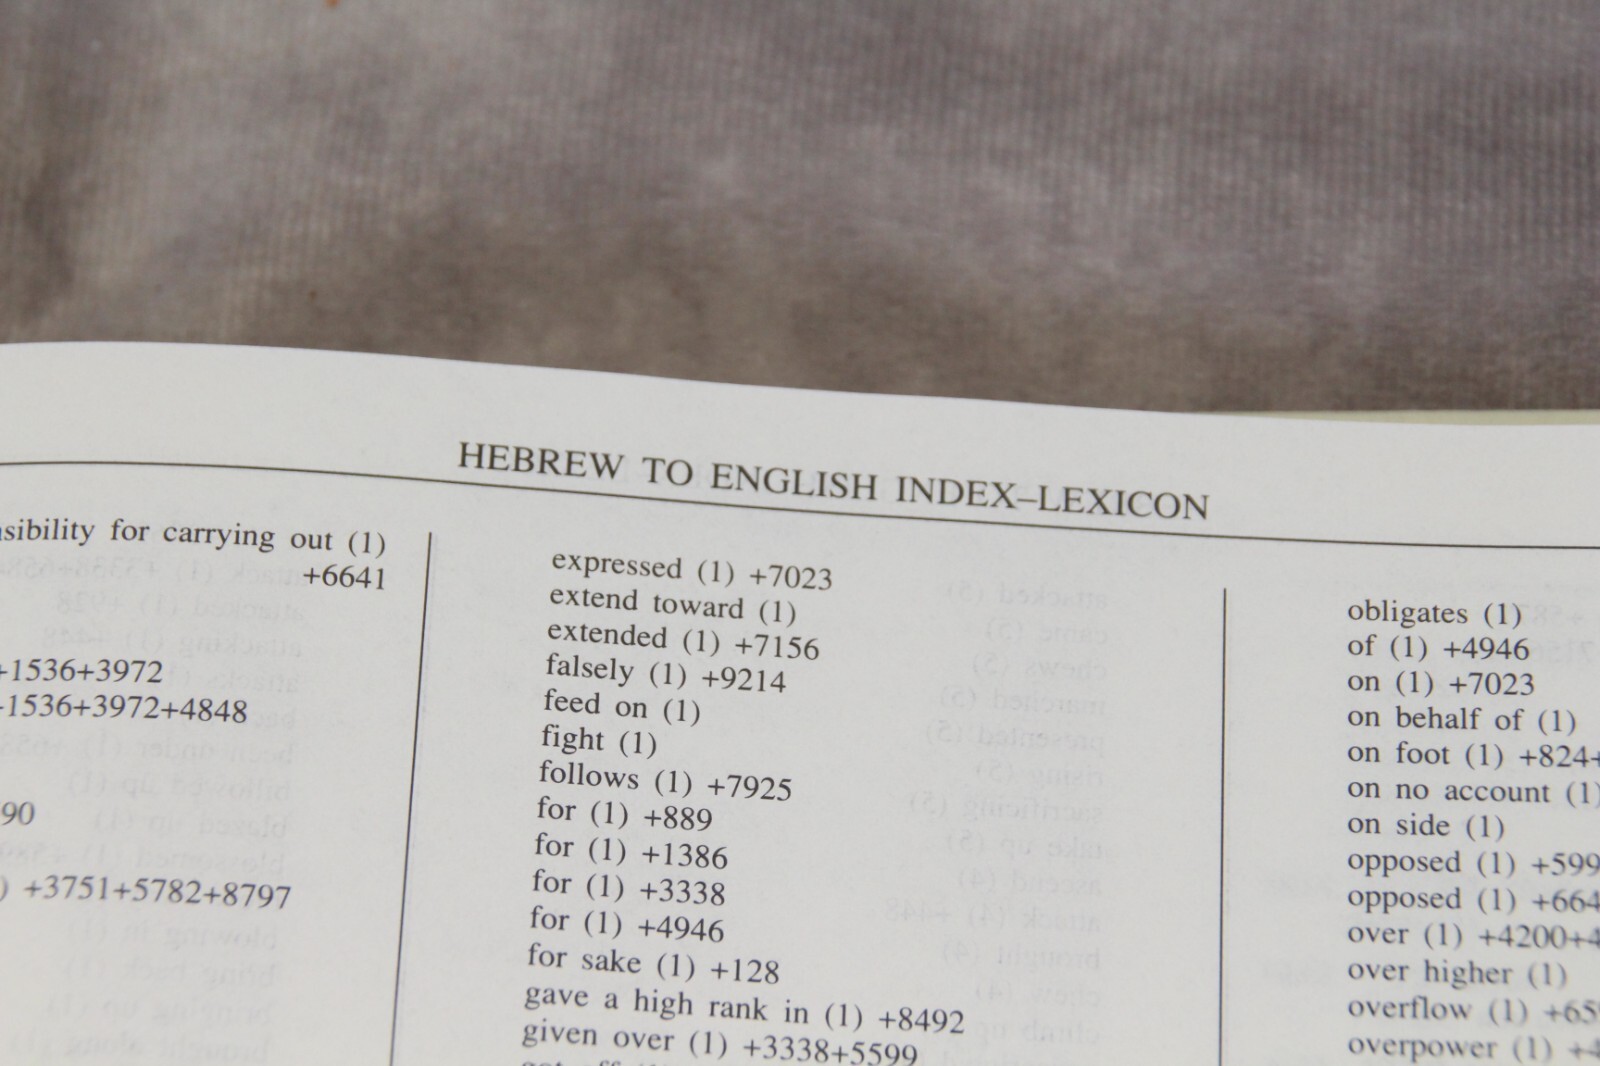 HEBREW TO ENGLISH INDEX–LEXICON
for carrying out (1)
+6641
+1536+3972
1536+3972+4848
90
) +3751+5782+8797
expressed (1) +7023
extend toward (1)
extended (1) +7156
falsely (1) +9214
feed on (1)
fight (1)
follows (1) +7925
for (1) +889
for (1) +1386
for (1) +3338
for (1) +4946
for sake (1) +128
gave a high rank in (1) +8492
given over (1) +3338+5599
obligates (1)
of (1) +4946
on (1) +7023
on behalf of (1)
on foot (1) +824+
on no account (1)
on side (1)
opposed (1) +599
opposed (1) +664
over (1) +4200+4
over higher (1)
overflow (1) +65
overpower (1) +4